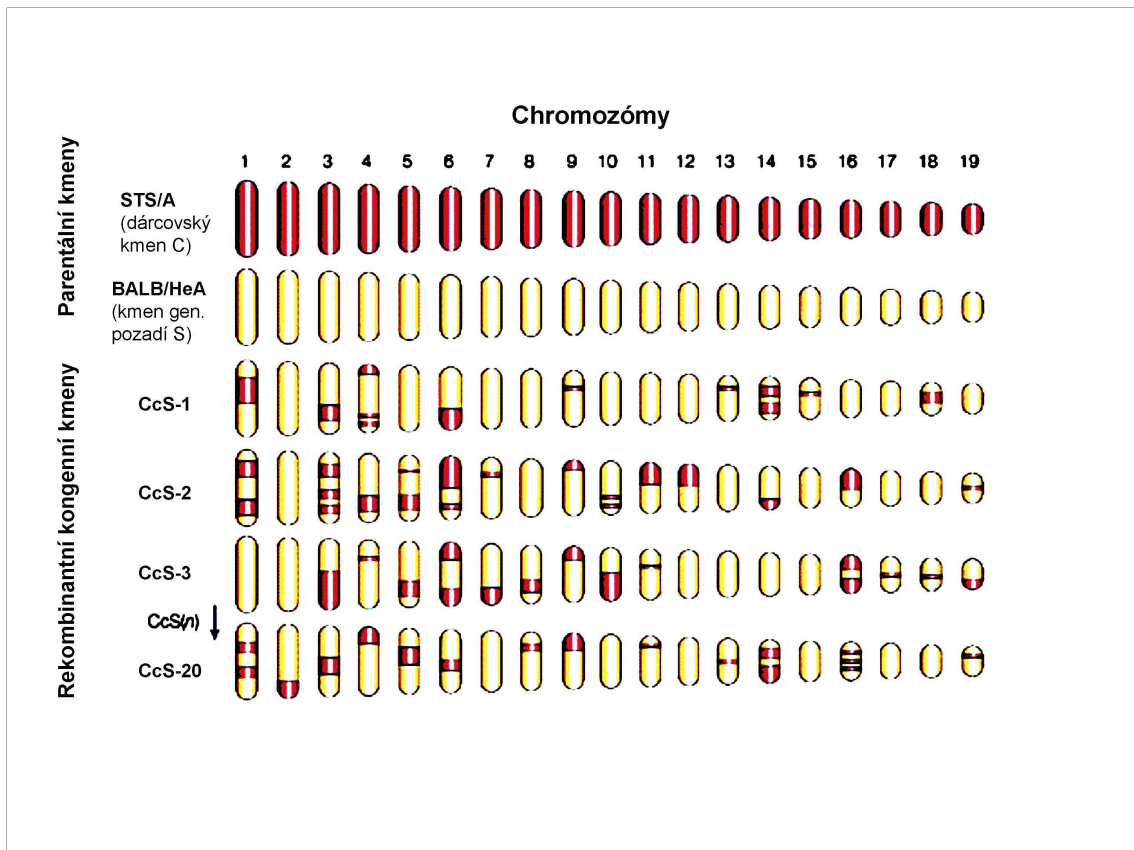 Chromozómy
1 2 3 4 5 6 7 8 9 10 11 12 13 14 15 16 17 18 19
Parentální kmeny
STS/A
(dárcovský
kmen C)
BALB/HeA
(kmen gen.
pozadí S)
Rekombinantní kongenní kmeny
CcS-1
CcS-2
CcS-3
CcS(n)
CcS-20